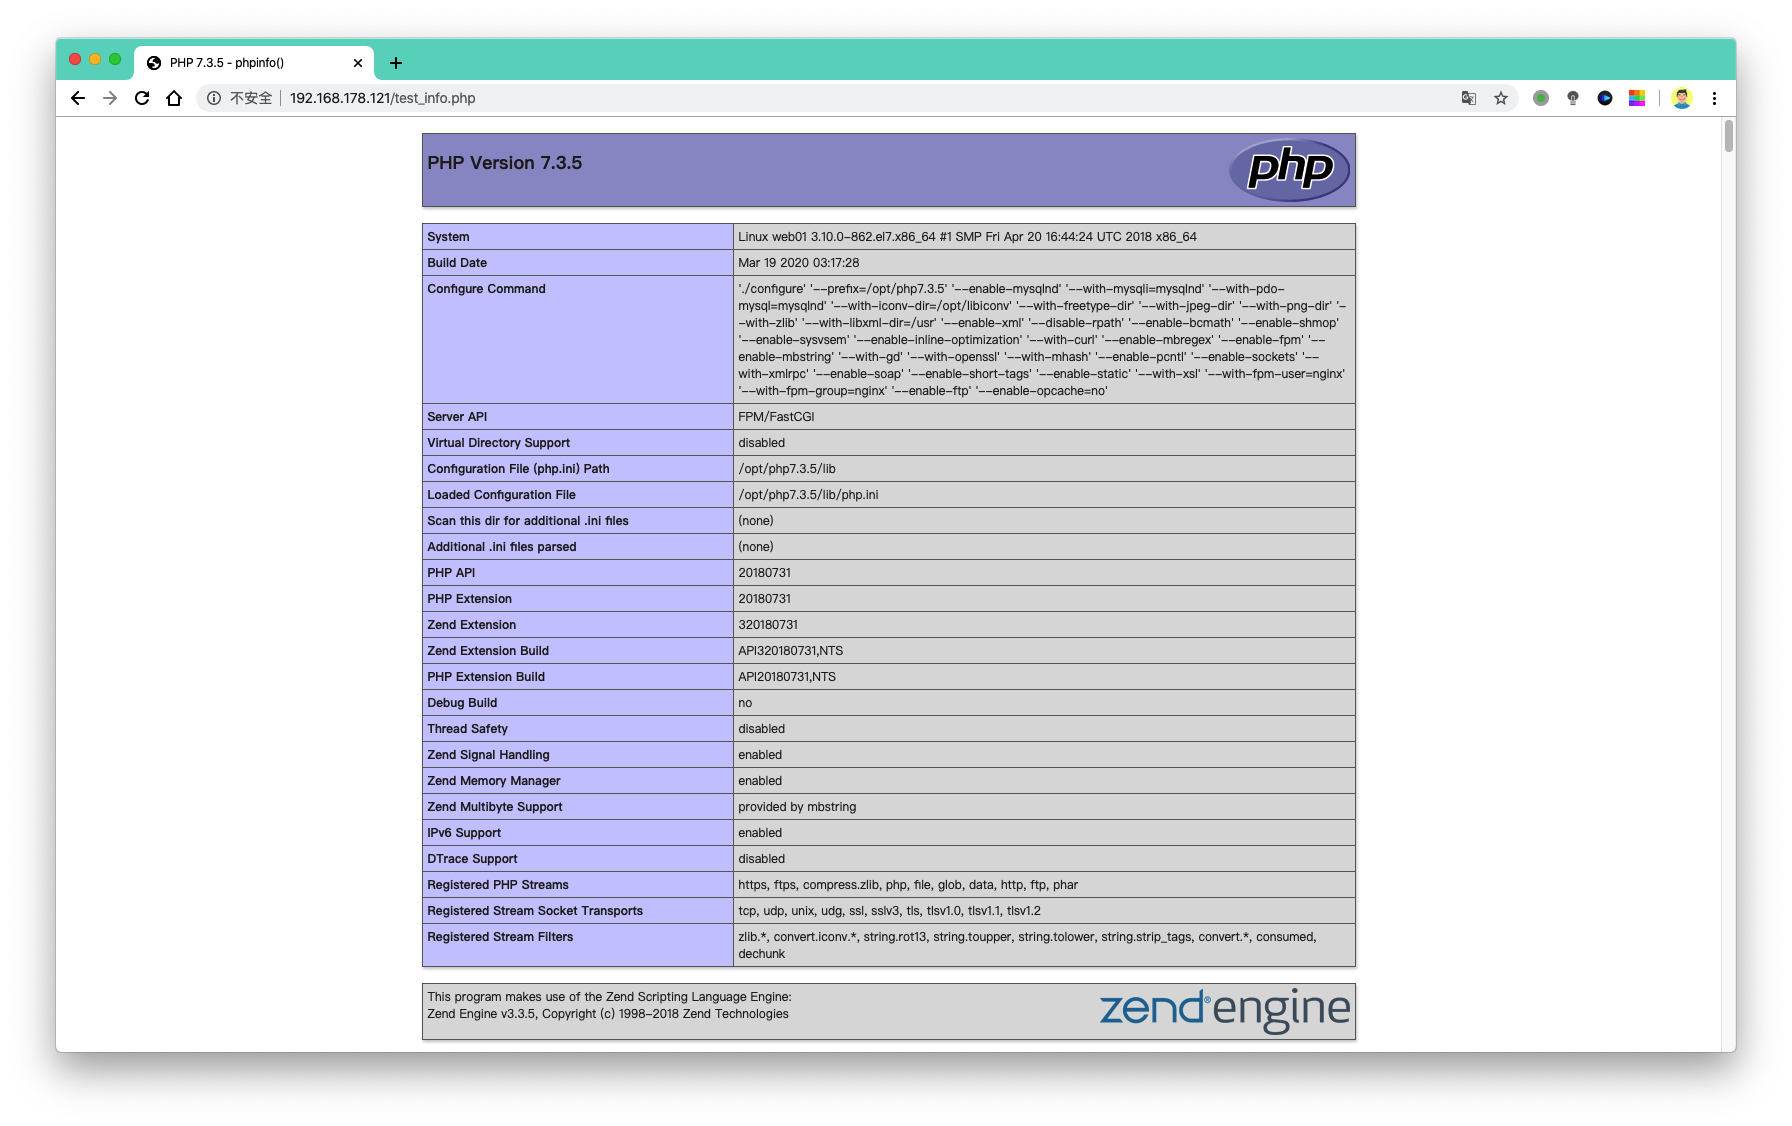 PHP 7.3.5 - phpinfo()
不安全 192.168.178.121/test_info.php
PHP Version 7.3.5
php
System Linux web01 3.10.0-862.el7.x86_64 #1 SMP Fri Apr 20 16:44:24 UTC 2018 x86_64
Build Date Mar 19 2020 03:17:28
Configure Command './configure' '--prefix=/opt/php7.3.5' '--enable-mysqlnd' '--with-mysqli=mysqlnd' '--with-pdo-
mysql=mysqlnd' '--with-iconv-dir=/opt/libiconv' '--with-freetype-dir' '--with-jpeg-dir' '--with-png-dir' '-
-with-zlib' '--with-libxml-dir=/usr' '--enable-xml' '--disable-rpath' '--enable-bcmath' '--enable-shmop'
'--enable-sysvsem' '--enable-inline-optimization' '--with-curl' '--enable-mbregex' '--enable-fpm' '--
enable-mbstring' '--with-gd' '--with-openssl' '--with-mhash' '--enable-pcntl' '--enable-sockets' '--
with-xmlrpc' '--enable-soap' '--enable-short-tags' '--enable-static' '--with-xsl' '--with-fpm-user=nginx'
'--with-fpm-group=nginx' '--enable-ftp' '--enable-opcache=no'
Server API FPM/FastCGI
Virtual Directory Support disabled
Configuration File (php.ini) Path /opt/php7.3.5/lib
Loaded Configuration File /opt/php7.3.5/lib/php.ini
Scan this dir for additional .ini files (none)
Additional .ini files parsed (none)
PHP API 20180731
PHP Extension 20180731
Zend Extension 320180731
Zend Extension Build API320180731,NTS
PHP Extension Build API20180731,NTS
Debug Build no
Thread Safety disabled
Zend Signal Handling enabled
Zend Memory Manager enabled
Zend Multibyte Support provided by mbstring
IPv6 Support enabled
DTrace Support disabled
Registered PHP Streams https, ftps, compress.zlib, php, file, glob, data, http, ftp, phar
Registered Stream Socket Transports tcp, udp, unix, udg, ssl, sslv3, tls, tlsv1.0, tlsv1.1, tlsv1.2
Registered Stream Filters zlib.*, convert.iconv.*, string.rot13, string.toupper, string.tolower, string.strip_tags, convert.*, consumed,
dechunk
This program makes use of the Zend Scripting Language Engine:
Zend Engine v3.3.5, Copyright (c) 1998-2018 Zend Technologies
zend® engine